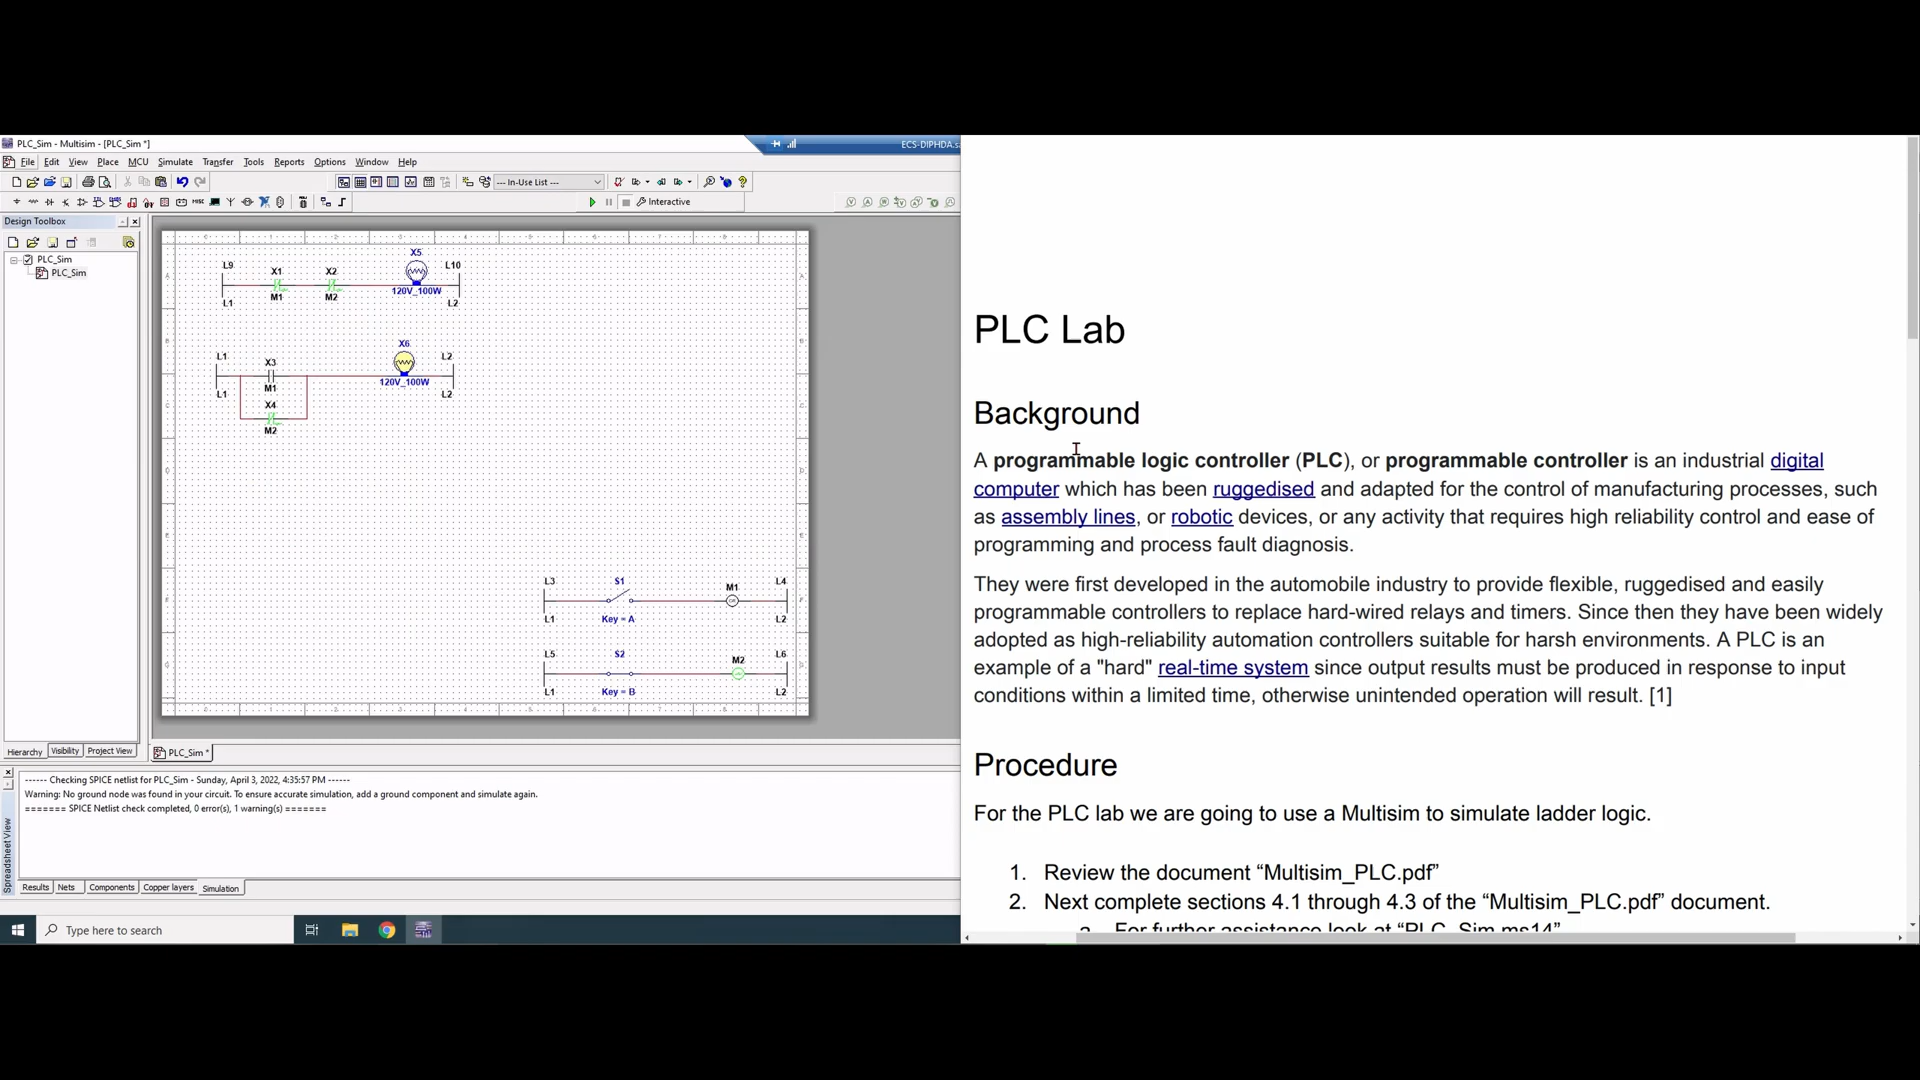 PLC_Sim - Multisim - [PLC_Sim *]
ECS-DIPHDA.s
File Edit View Place MCU Simulate Transfer Tools Reports Options Window Help
--- In-Use List ---
Interactive
Design Toolbox
PLC_Sim
PLC_Sim
X5
L9 X1 X2 L10
M1 M2 120V_100W
L1 L2
X6
L1 X3 L2
M1 120V_100W
L1 L2
X4
M2
L3 S1 M1 L4
L1 Key = A L2
L5 S2 M2 L6
L1 Key = B L2
Hierarchy Visibility Project View
PLC_Sim *
Spreadsheet View
------ Checking SPICE netlist for PLC_Sim - Sunday, April 3, 2022, 4:35:57 PM ------
Warning: No ground node was found in your circuit. To ensure accurate simulation, add a ground component and simulate again.
======= SPICE Netlist check completed, 0 error(s), 1 warning(s) =======
Results Nets Components Copper layers Simulation
Type here to search
PLC Lab
Background
A programmable logic controller (PLC), or programmable controller is an industrial digital
computer which has been ruggedised and adapted for the control of manufacturing processes, such
as assembly lines, or robotic devices, or any activity that requires high reliability control and ease of
programming and process fault diagnosis.
They were first developed in the automobile industry to provide flexible, ruggedised and easily
programmable controllers to replace hard-wired relays and timers. Since then they have been widely
adopted as high-reliability automation controllers suitable for harsh environments. A PLC is an
example of a "hard" real-time system since output results must be produced in response to input
conditions within a limited time, otherwise unintended operation will result. [1]
Procedure
For the PLC lab we are going to use a Multisim to simulate ladder logic.
1. Review the document “Multisim_PLC.pdf”
2. Next complete sections 4.1 through 4.3 of the “Multisim_PLC.pdf” document.
a. For further assistance look at “PLC_Sim.ms14”